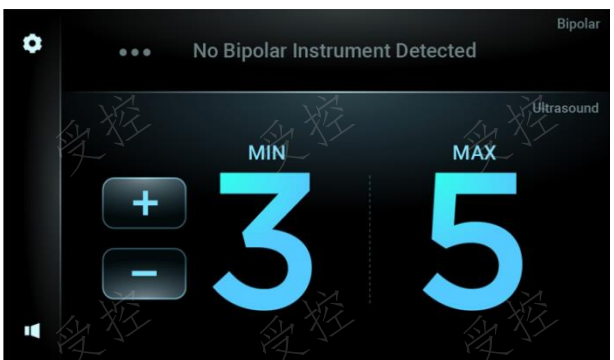 Bipolar
••• No Bipolar Instrument Detected
Ultrasound
MIN MAX
+
3 5
−
受控
受控
受控
受控
受控
受控